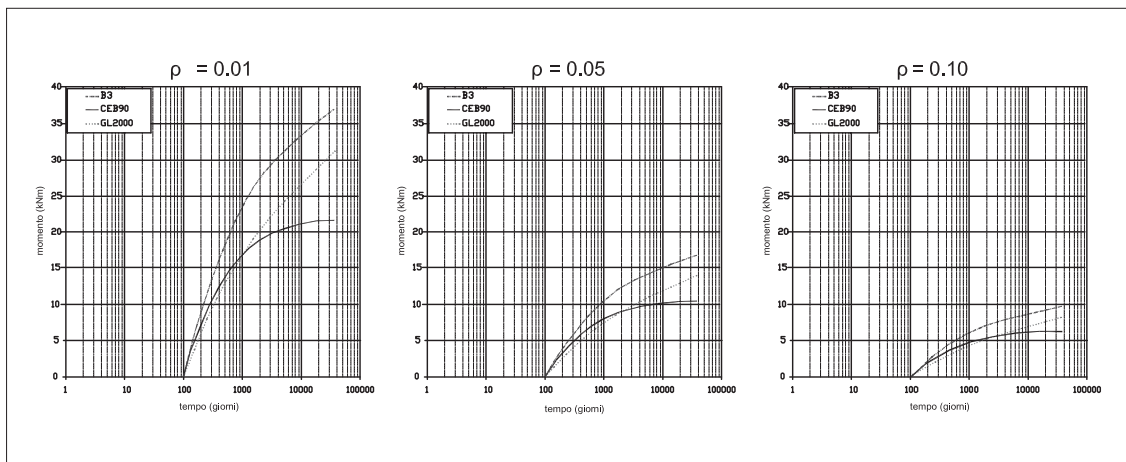 ρ = 0.01
40
35
30
25
20
15
10
5
0
B3
CEB90
GL2000
momento (kNm)
1 10 100 1000 10000 100000
tempo (giorni)
ρ = 0.05
40
35
30
25
20
15
10
5
0
B3
CEB90
GL2000
momento (kNm)
1 10 100 1000 10000 100000
tempo (giorni)
ρ = 0.10
40
35
30
25
20
15
10
5
0
B3
CEB90
GL2000
momento (kNm)
1 10 100 1000 10000 100000
tempo (giorni)